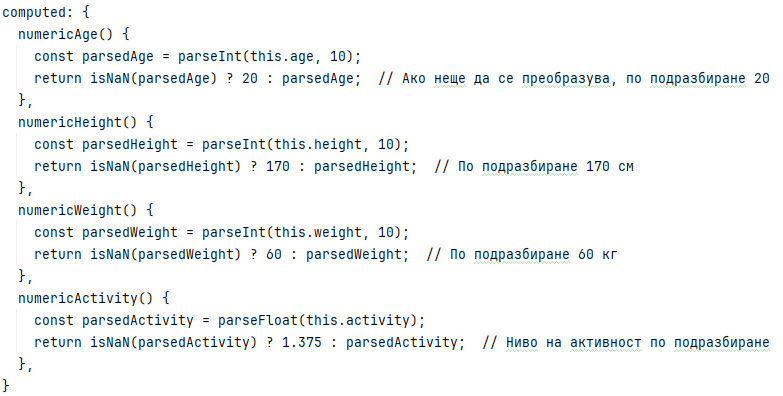 computed: {
  numericAge() {
    const parsedAge = parseInt(this.age, 10);
    return isNaN(parsedAge) ? 20 : parsedAge;  // Ако неще да се преобразува, по подразбиране 20
  },
  numericHeight() {
    const parsedHeight = parseInt(this.height, 10);
    return isNaN(parsedHeight) ? 170 : parsedHeight;  // По подразбиране 170 см
  },
  numericWeight() {
    const parsedWeight = parseInt(this.weight, 10);
    return isNaN(parsedWeight) ? 60 : parsedWeight;  // По подразбиране 60 кг
  },
  numericActivity() {
    const parsedActivity = parseFloat(this.activity);
    return isNaN(parsedActivity) ? 1.375 : parsedActivity;  // Ниво на активност по подразбиране
  },
}